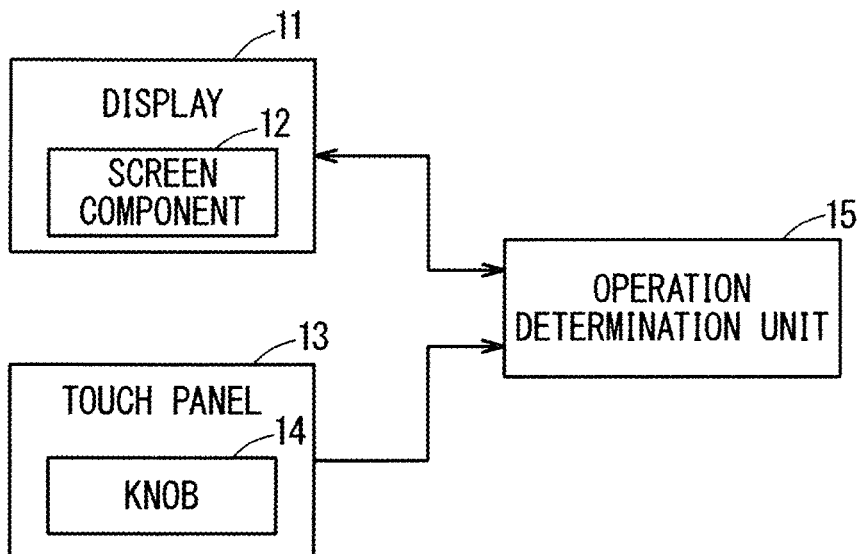 11
DISPLAY
12
SCREEN
COMPONENT
15
OPERATION
DETERMINATION UNIT
13
TOUCH PANEL
14
KNOB